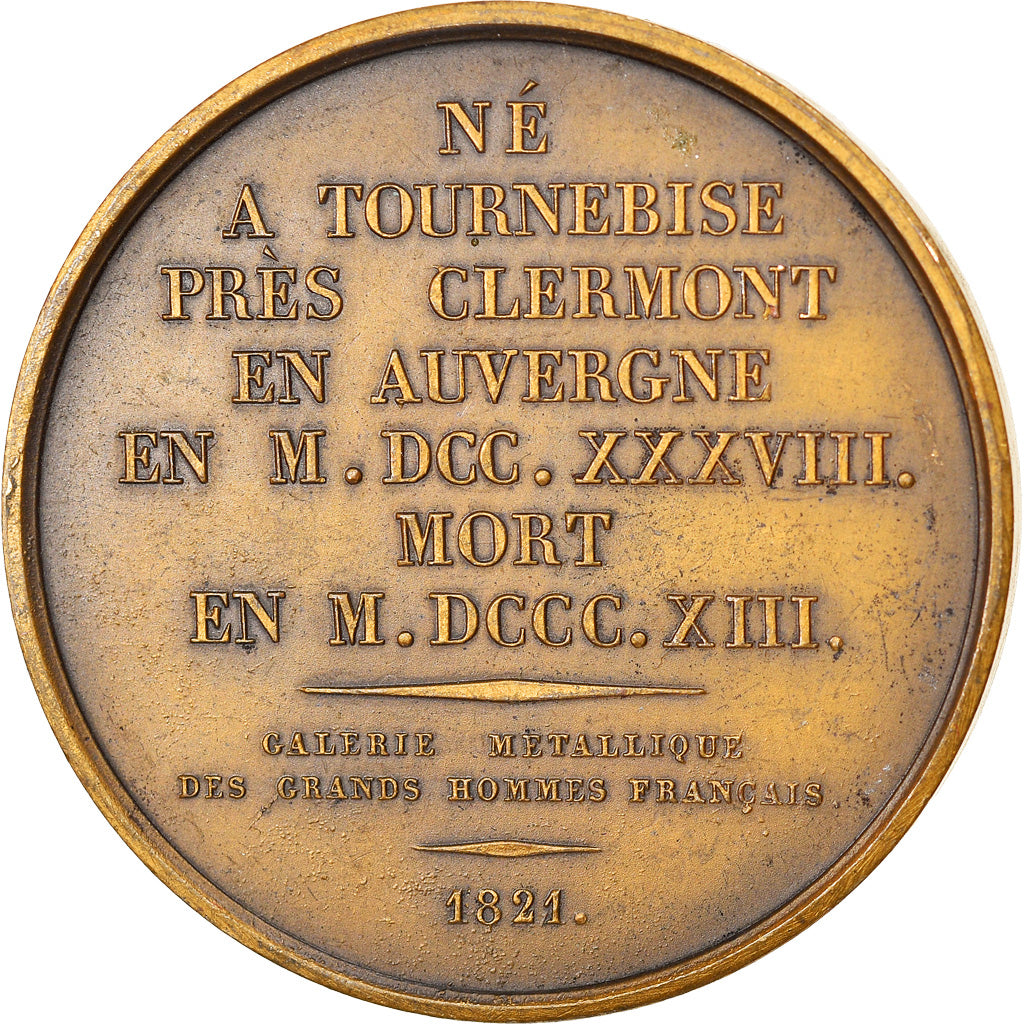 NÉ
A TOURNEBISE
PRÈS CLERMONT
EN AUVERGNE
EN M.DCC.XXXVIII.
MORT
EN M.DCCC.XIII.
GALERIE MÉTALLIQUE
DES GRANDS HOMMES FRANÇAIS.
1821.